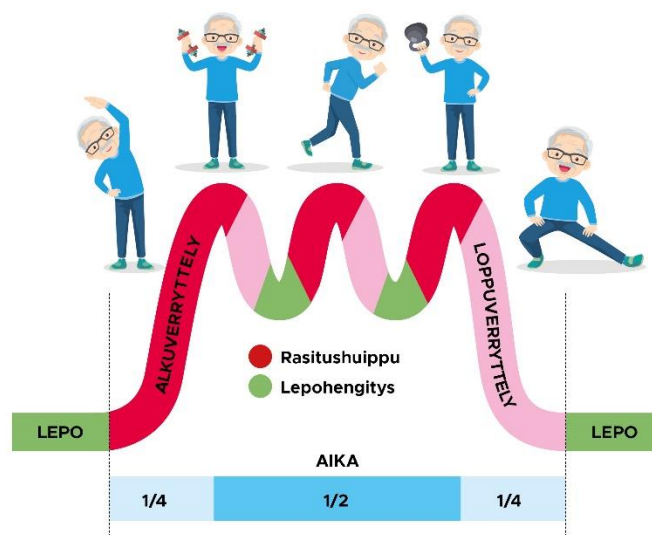 ALKUVERRYTTELY
LOPPUVERRYTTELY
Rasitushuippu
Lepohengitys
LEPO
LEPO
AIKA
1/4
1/2
1/4